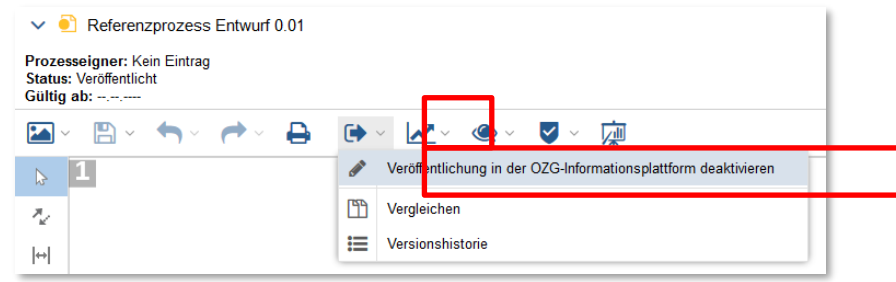 Referenzprozess Entwurf 0.01
Prozesseigner: Kein Eintrag
Status: Veröffentlicht
Gültig ab: --.--.----
1
Veröffentlichung in der OZG-Informationsplattform deaktivieren
Vergleichen
Versionshistorie